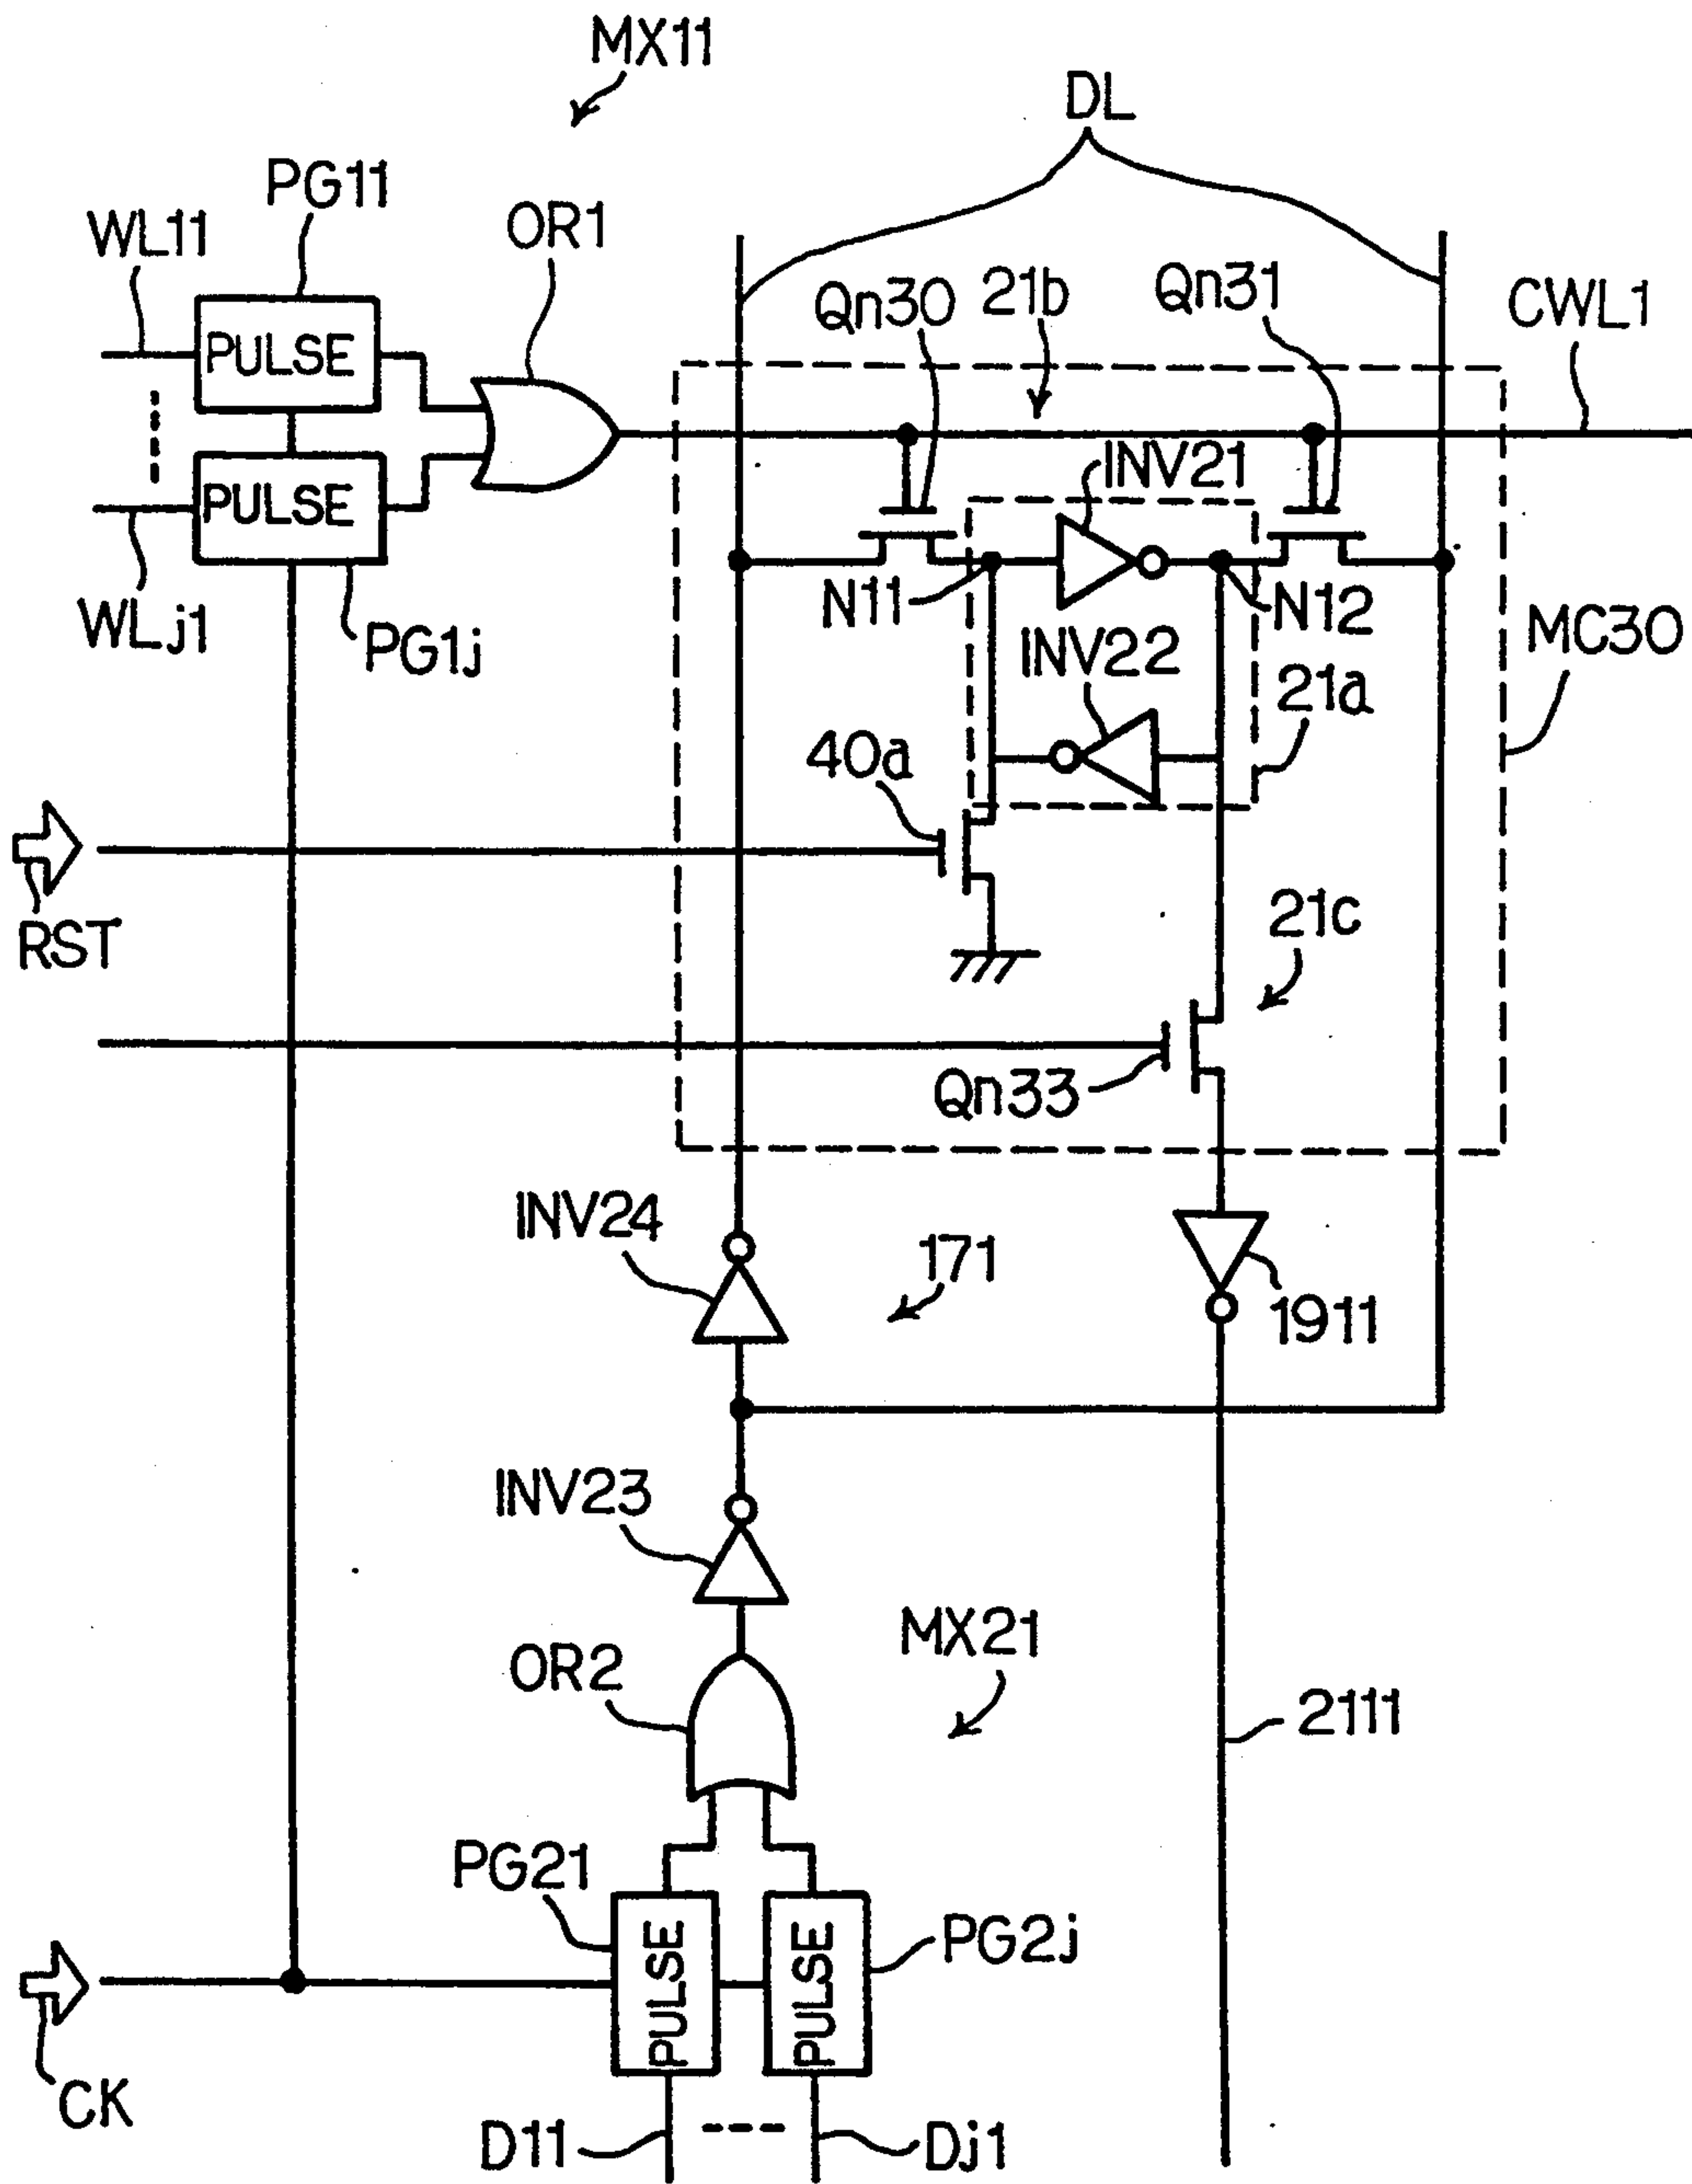 MX11
DL
PG11
WL11
OR1
Qn30
21b
Qn31
CWL1
PULSE
INV21
PULSE
N11
N12
WLj1
PG1j
INV22
MC30
21a
40a
RST
21c
Qn33
INV24
171
1911
INV23
MX21
OR2
2111
PG21
PG2j
PULSE
PULSE
CK
D11
Dj1